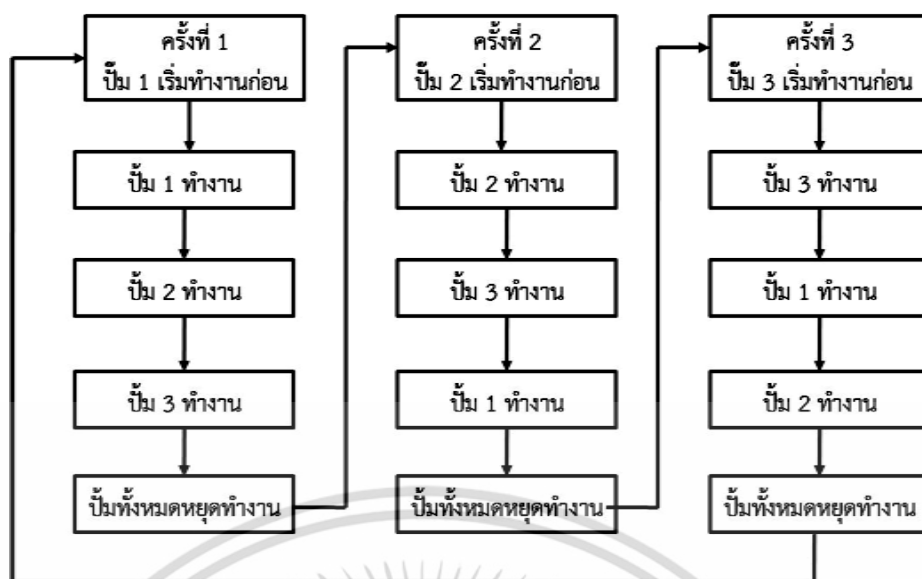 ครั้งที่ 1
ปั๊ม 1 เริ่มทำงานก่อน
ปั๊ม 1 ทำงาน
ปั๊ม 2 ทำงาน
ปั๊ม 3 ทำงาน
ปั๊มทั้งหมดหยุดทำงาน
ครั้งที่ 2
ปั๊ม 2 เริ่มทำงานก่อน
ปั๊ม 2 ทำงาน
ปั๊ม 3 ทำงาน
ปั๊ม 1 ทำงาน
ปั๊มทั้งหมดหยุดทำงาน
ครั้งที่ 3
ปั๊ม 3 เริ่มทำงานก่อน
ปั๊ม 3 ทำงาน
ปั๊ม 1 ทำงาน
ปั๊ม 2 ทำงาน
ปั๊มทั้งหมดหยุดทำงาน